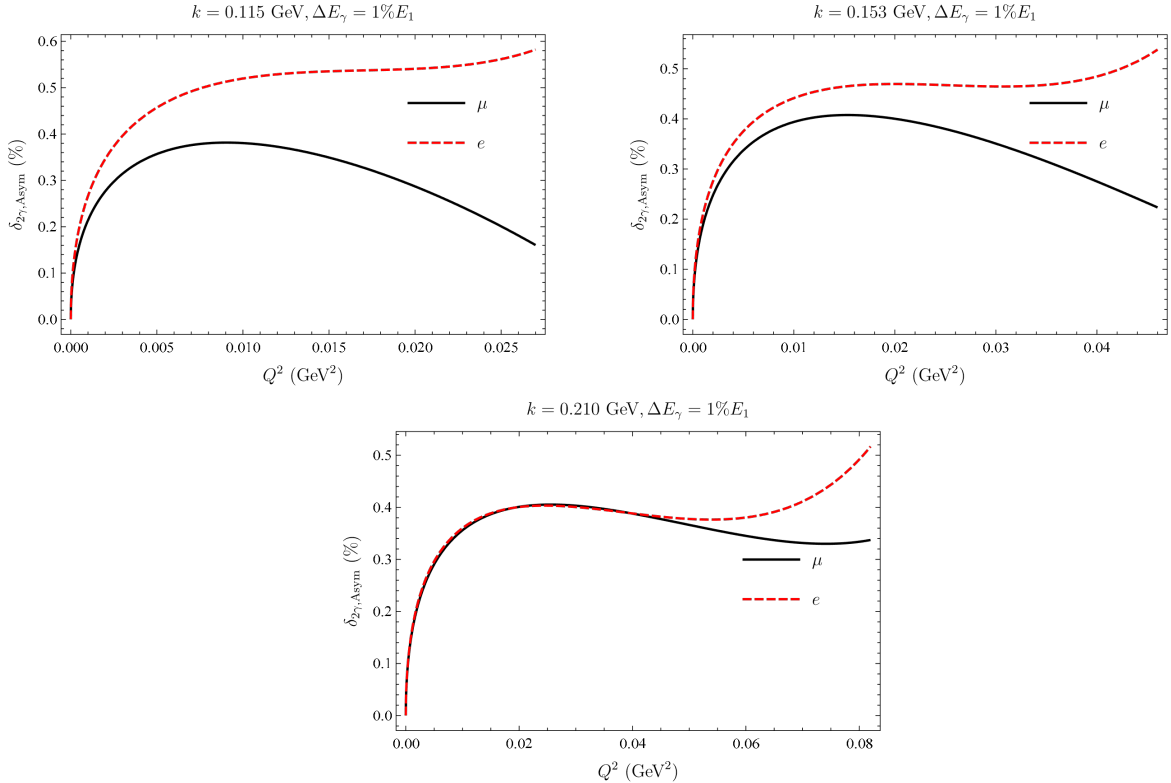 k = 0.115 GeV, ΔE_γ = 1%E_1
δ_{2γ,Asym} (%)
0.6
0.5
0.4
0.3
0.2
0.1
0.0
μ
e
0.000 0.005 0.010 0.015 0.020 0.025
Q^2 (GeV^2)
k = 0.153 GeV, ΔE_γ = 1%E_1
δ_{2γ,Asym} (%)
0.5
0.4
0.3
0.2
0.1
0.0
μ
e
0.00 0.01 0.02 0.03 0.04
Q^2 (GeV^2)
k = 0.210 GeV, ΔE_γ = 1%E_1
δ_{2γ,Asym} (%)
0.5
0.4
0.3
0.2
0.1
0.0
μ
e
0.00 0.02 0.04 0.06 0.08
Q^2 (GeV^2)